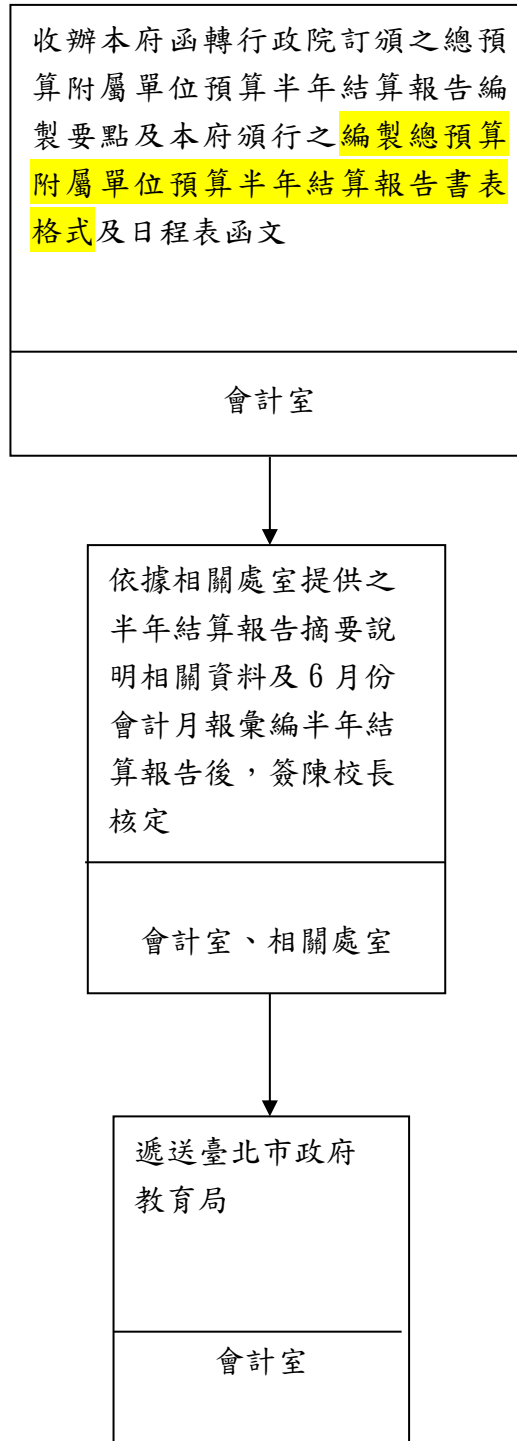 收辦本府函轉行政院訂頒之總預
算附屬單位預算半年結算報告編
製要點及本府頒行之編製總預算
附屬單位預算半年結算報告書表
格式及日程表函文
會計室
依據相關處室提供之
半年結算報告摘要說
明相關資料及 6 月份
會計月報彙編半年結
算報告後，簽陳校長
核定
會計室、相關處室
遞送臺北市政府
教育局
會計室